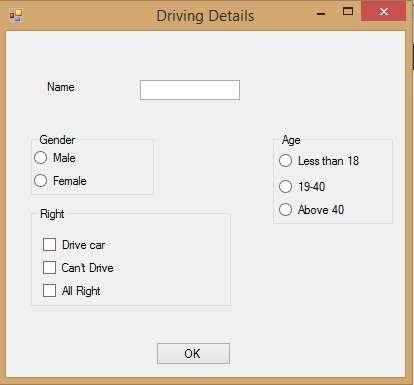 Driving Details
Name
Gender
Male
Female
Age
Less than 18
19-40
Above 40
Right
Drive car
Can't Drive
All Right
OK